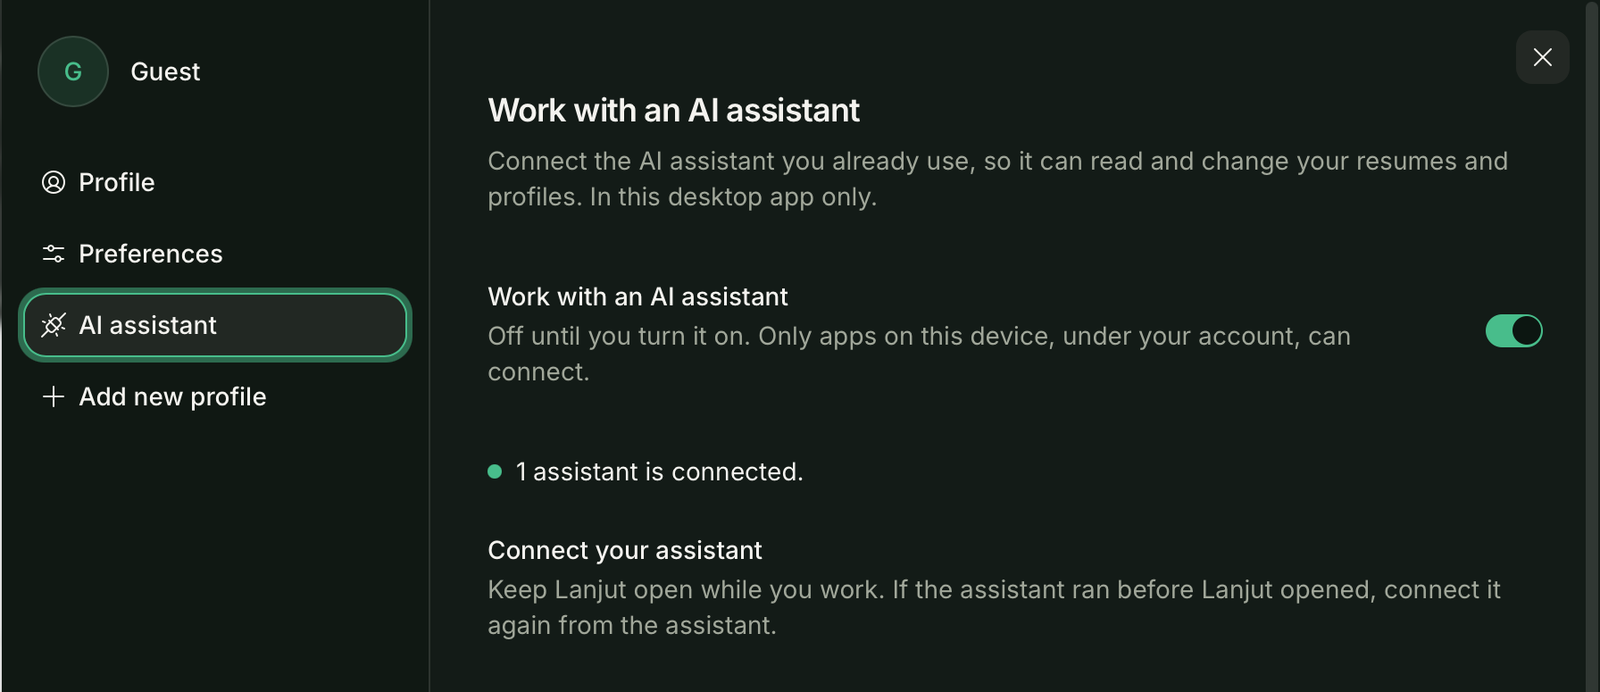 G
Guest
Profile
Preferences
AI assistant
Add new profile
Work with an AI assistant
Connect the AI assistant you already use, so it can read and change your resumes and
profiles. In this desktop app only.
Work with an AI assistant
Off until you turn it on. Only apps on this device, under your account, can
connect.
1 assistant is connected.
Connect your assistant
Keep Lanjut open while you work. If the assistant ran before Lanjut opened, connect it
again from the assistant.